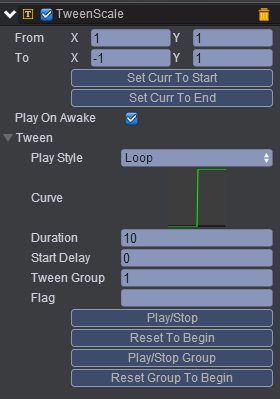 TweenScale
From X 1 Y 1
To X -1 Y 1
Set Curr To Start
Set Curr To End
Play On Awake
Tween
Play Style Loop
Curve
Duration 10
Start Delay 0
Tween Group 1
Flag
Play/Stop
Reset To Begin
Play/Stop Group
Reset Group To Begin